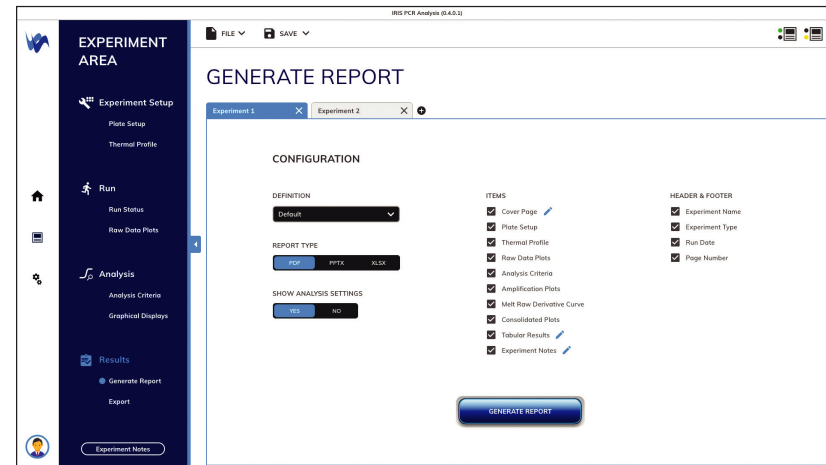 IRIS PCR Analysis (0.4.0.1)
FILE
SAVE
EXPERIMENT
AREA
Experiment Setup
Plate Setup
Thermal Profile
Run
Run Status
Raw Data Plots
Analysis
Analysis Criteria
Graphical Displays
Results
Generate Report
Export
Experiment Notes
GENERATE REPORT
Experiment 1
Experiment 2
CONFIGURATION
DEFINITION
Default
REPORT TYPE
PDF PPTX XLSX
SHOW ANALYSIS SETTINGS
YES NO
ITEMS
Cover Page
Plate Setup
Thermal Profile
Raw Data Plots
Analysis Criteria
Amplification Plots
Melt Raw Derivative Curve
Consolidated Plots
Tabular Results
Experiment Notes
HEADER & FOOTER
Experiment Name
Experiment Type
Run Date
Page Number
GENERATE REPORT